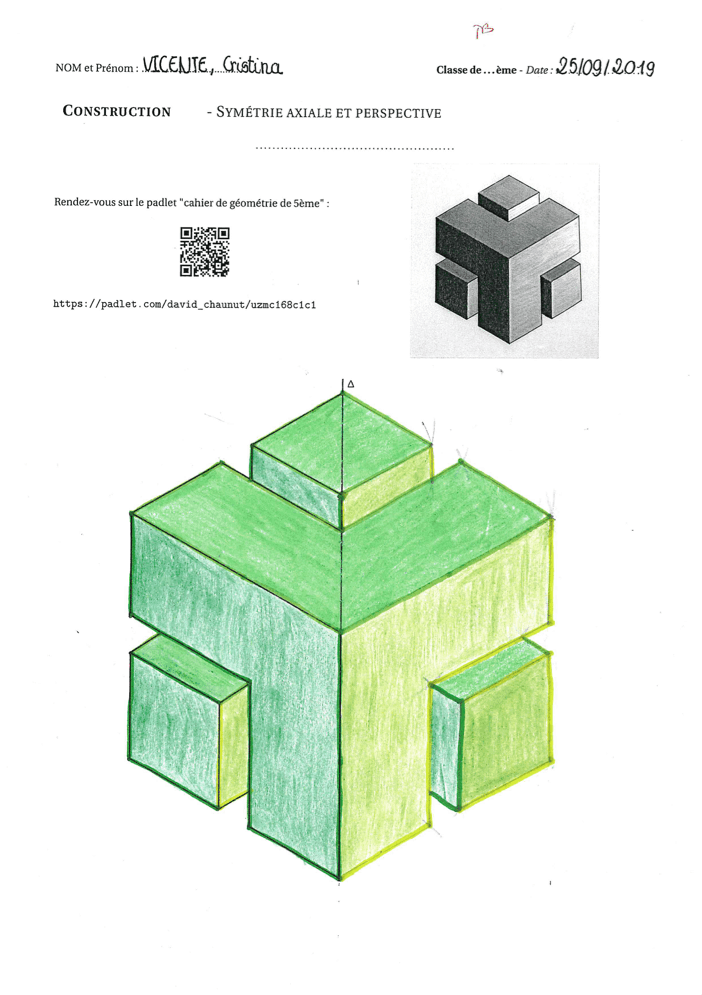 TB
NOM et Prénom : VICENTE, Cristina
Classe de ...ème - Date : 25/09/2019
CONSTRUCTION - SYMÉTRIE AXIALE ET PERSPECTIVE
Rendez-vous sur le padlet "cahier de géométrie de 5ème" :
https://padlet.com/david_chaunut/uzmc168c1c1
Δ